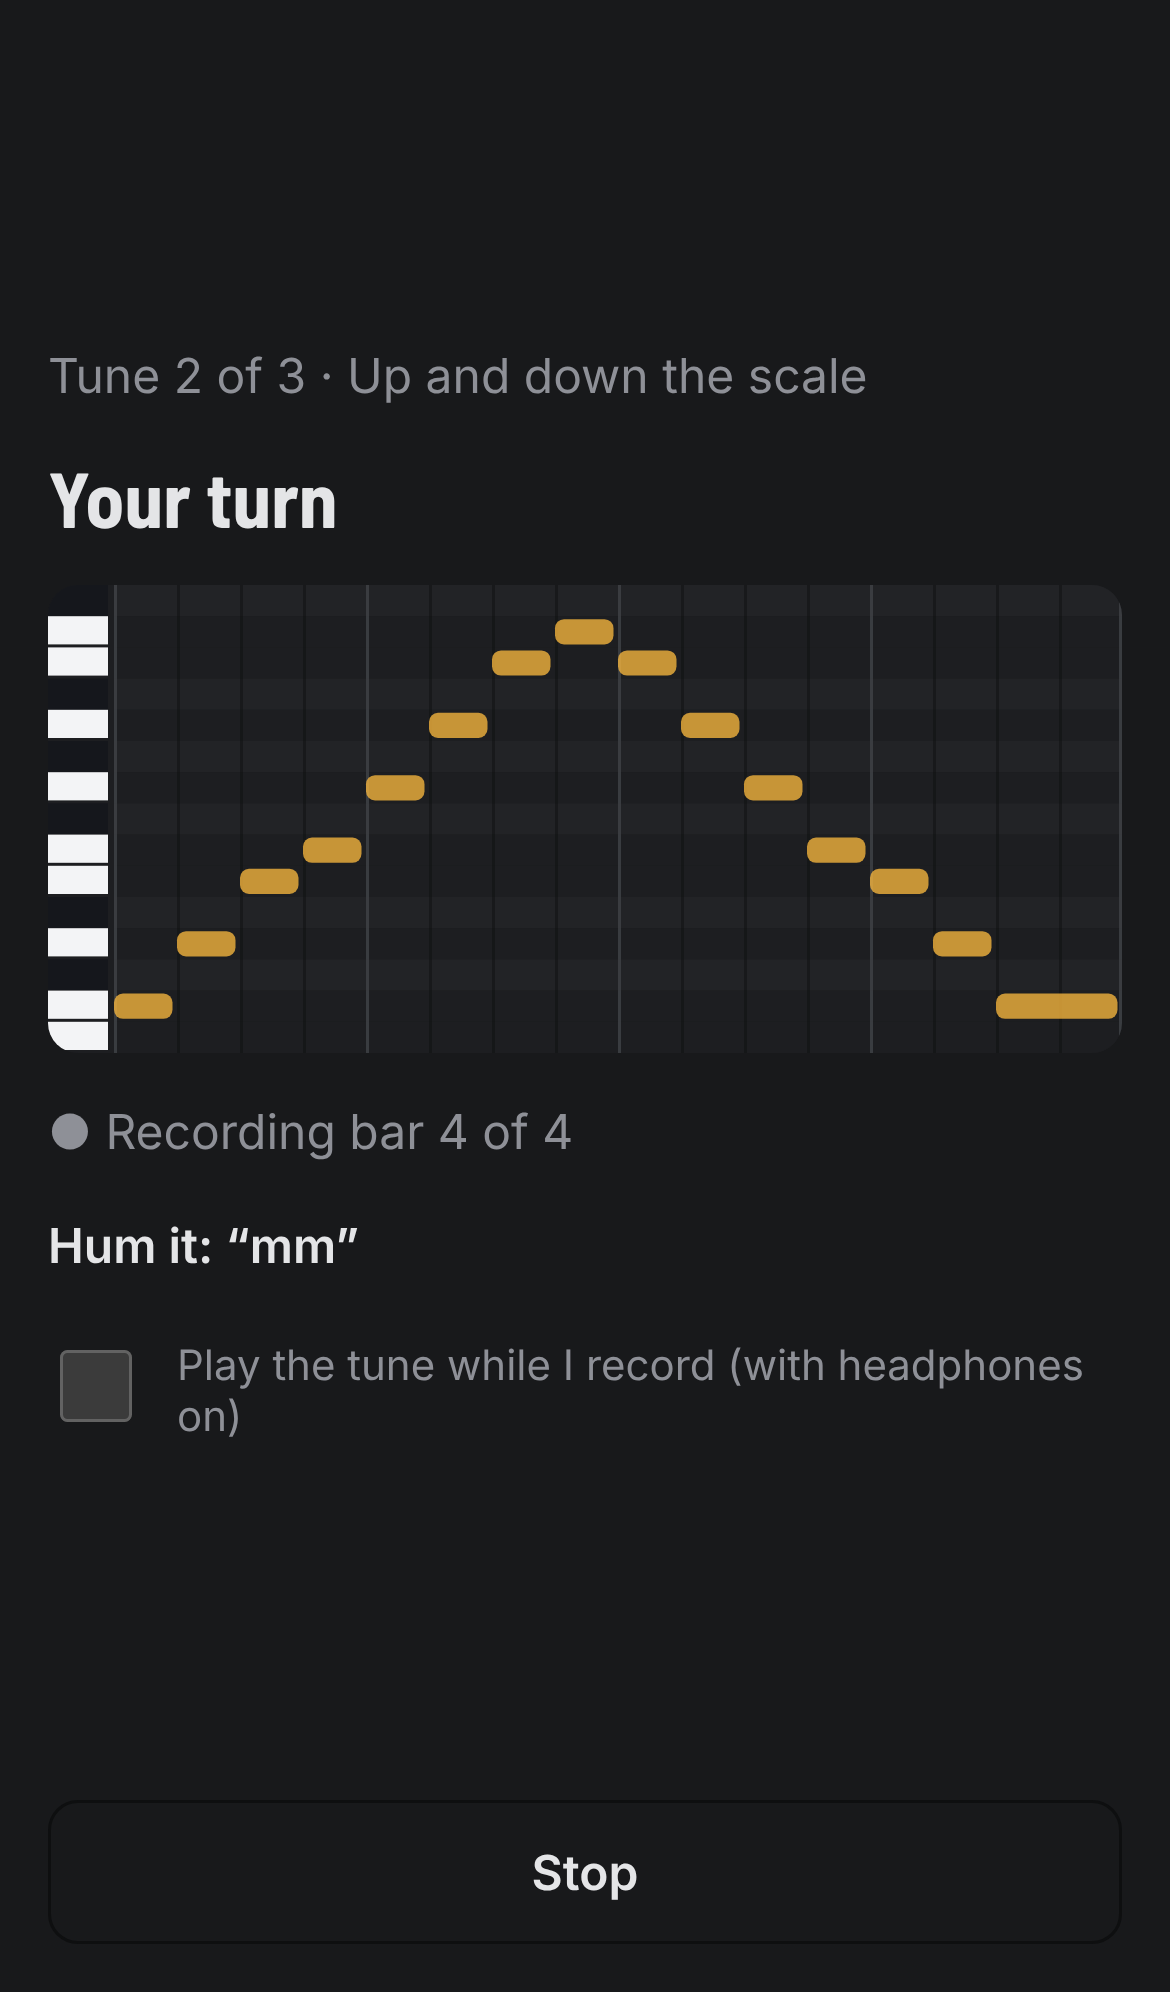 Tune 2 of 3 · Up and down the scale
Your turn
Recording bar 4 of 4
Hum it: “mm”
Play the tune while I record (with headphones
on)
Stop